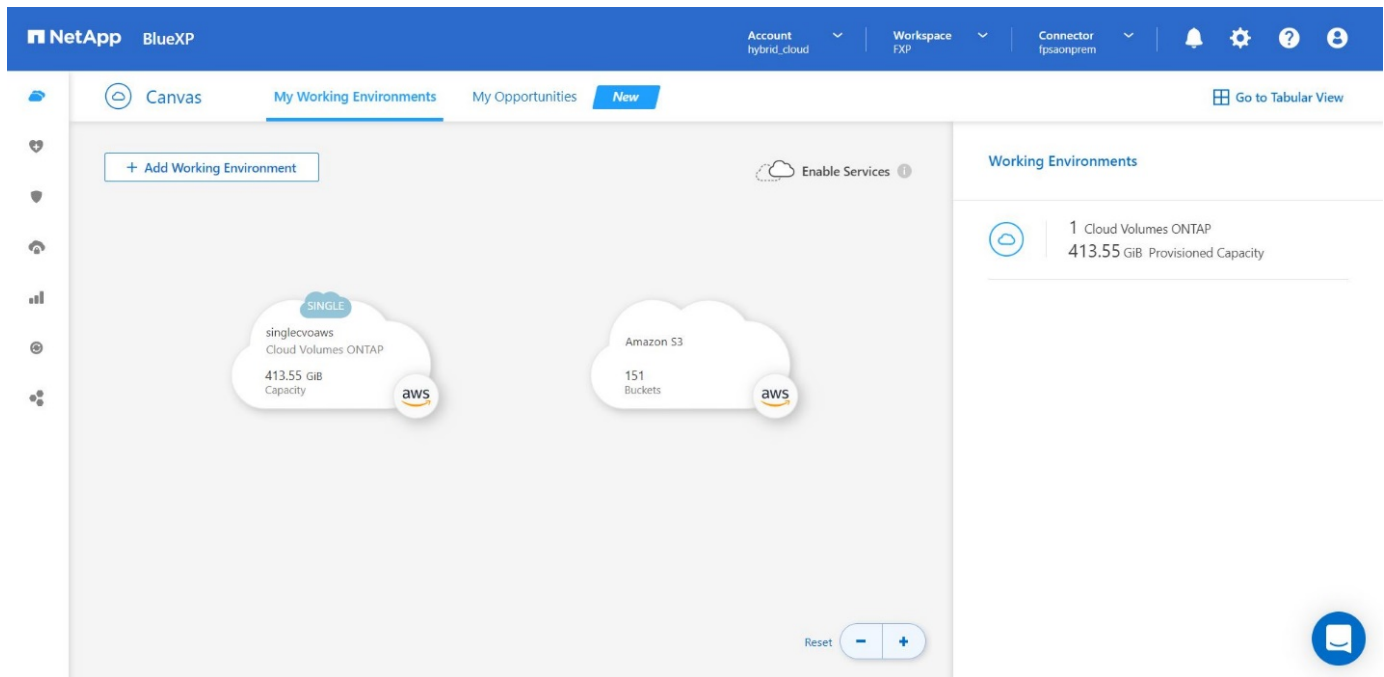 NetApp BlueXP
Account
hybrid_cloud
Workspace
FXP
Connector
fpsaonprem
Canvas
My Working Environments
My Opportunities
New
Go to Tabular View
+ Add Working Environment
Enable Services
SINGLE
singlecvoaws
Cloud Volumes ONTAP
413.55 GiB
Capacity
aws
Amazon S3
151
Buckets
aws
Reset
- +
Working Environments
1 Cloud Volumes ONTAP
413.55 GiB Provisioned Capacity